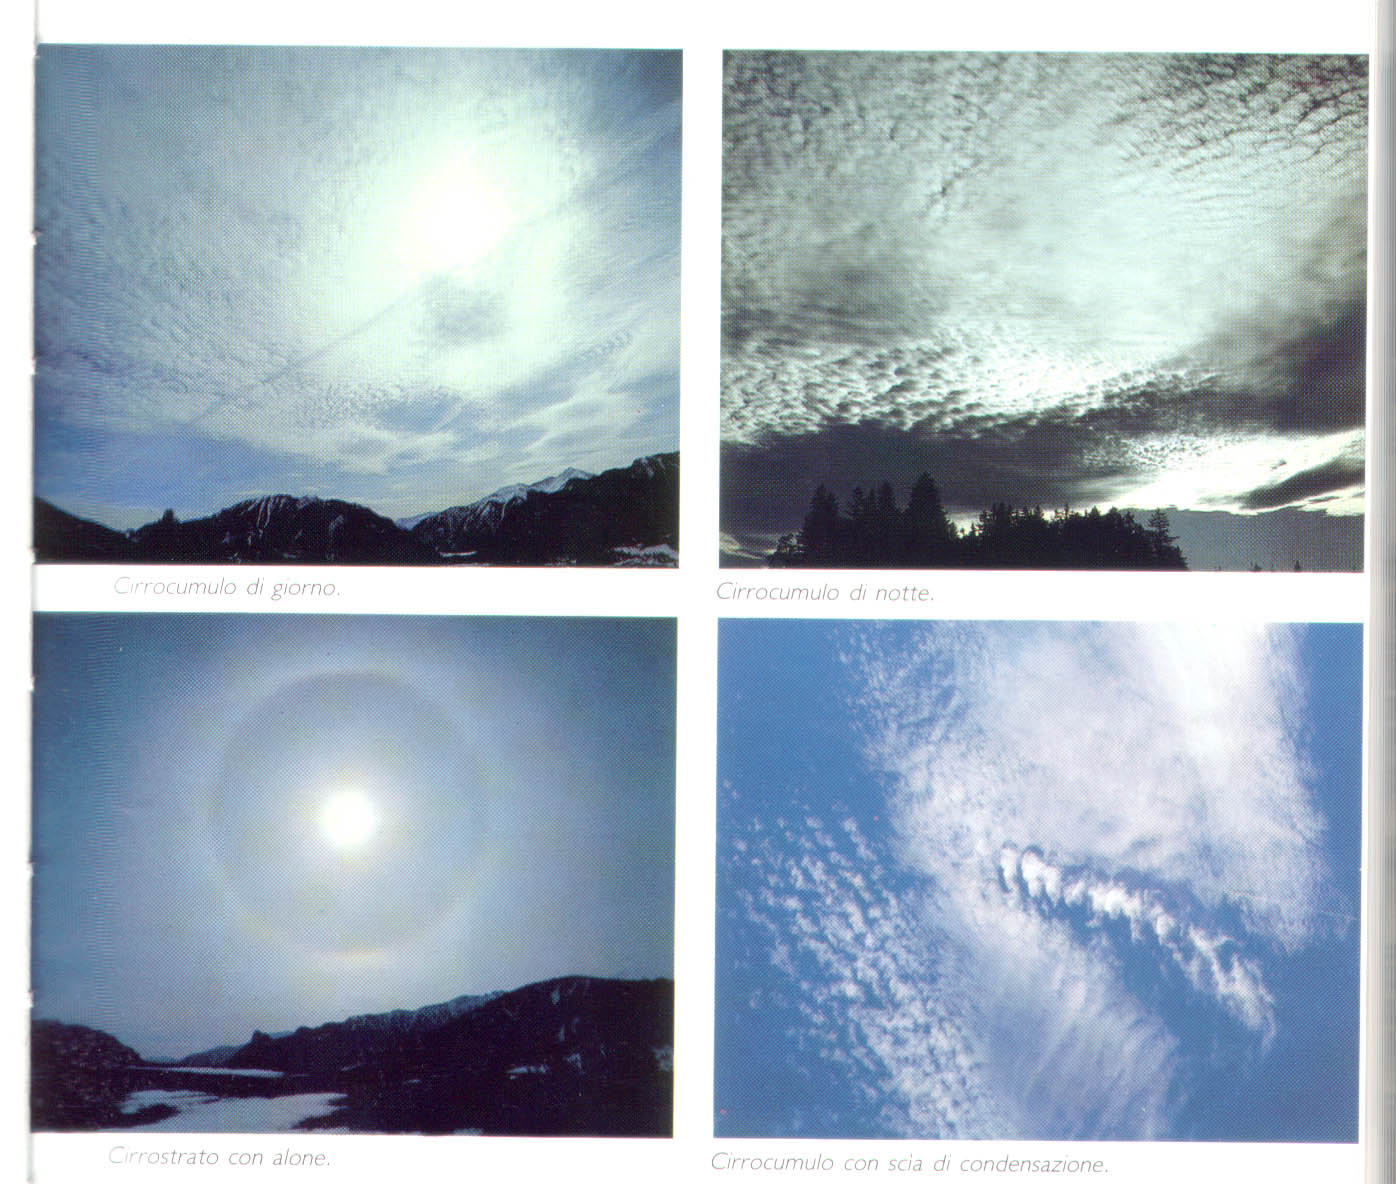 Cirrocumulo di giorno.
Cirrocumulo di notte.
Cirrostrato con alone.
Cirrocumulo con scia di condensazione.